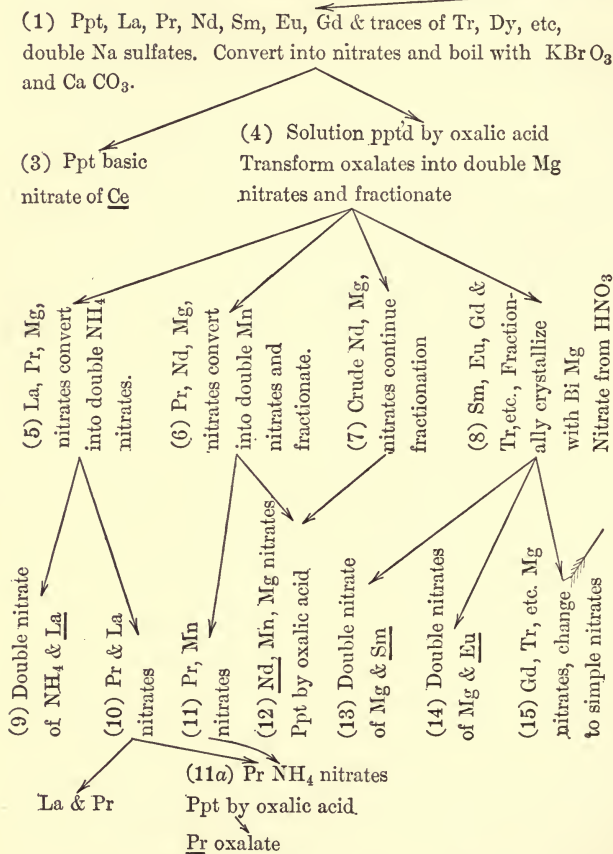 (1) Ppt, La, Pr, Nd, Sm, Eu, Gd & traces of Tr, Dy, etc,
double Na sulfates. Convert into nitrates and boil with KBrO3
and Ca CO3.
(3) Ppt basic
nitrate of Ce
(4) Solution pptd by oxalic acid
Transform oxalates into double Mg
nitrates and fractionate
(5) La, Pr, Mg,
nitrates convert
into double NH4
nitrates.
(6) Pr, Nd, Mg,
nitrates convert
into double Mn
nitrates and
fractionate.
(7) Crude Nd, Mg,
nitrates continue
fractionation
(8) Sm, Eu, Gd &
Tr, etc., Fraction-
ally crystallize
with Bi Mg
Nitrate from HNO3
(9) Double nitrate
of NH4 & La
(10) Pr & La
nitrates
(11) Pr, Mn
nitrates
(12) Nd, Mn, Mg nitrates
Ppt by oxalic acid.
(13) Double nitrate
of Mg & Sm
(14) Double nitrate
of Mg & Eu
(15) Gd, Tr, etc. Mg
nitrates, change
to simple nitrates
La & Pr
(11a) Pr NH4 nitrates
Ppt by oxalic acid.
Pr oxalate